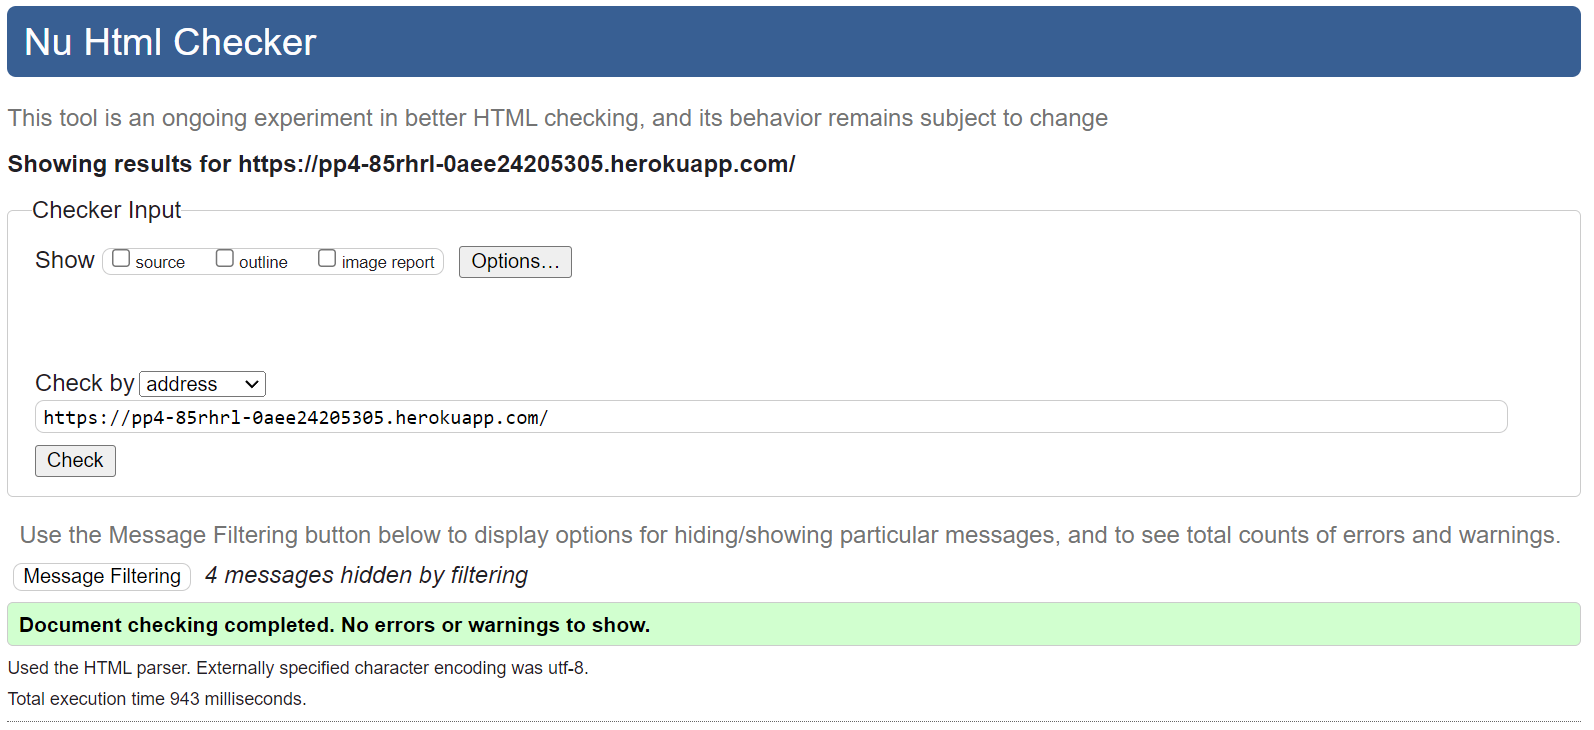 Nu Html Checker
This tool is an ongoing experiment in better HTML checking, and its behavior remains subject to change
Showing results for https://pp4-85rhrl-0aee24205305.herokuapp.com/
Checker Input
Show source outline image report Options...
Check by address
https://pp4-85rhrl-0aee24205305.herokuapp.com/
Check
Use the Message Filtering button below to display options for hiding/showing particular messages, and to see total counts of errors and warnings.
Message Filtering 4 messages hidden by filtering
Document checking completed. No errors or warnings to show.
Used the HTML parser. Externally specified character encoding was utf-8.
Total execution time 943 milliseconds.